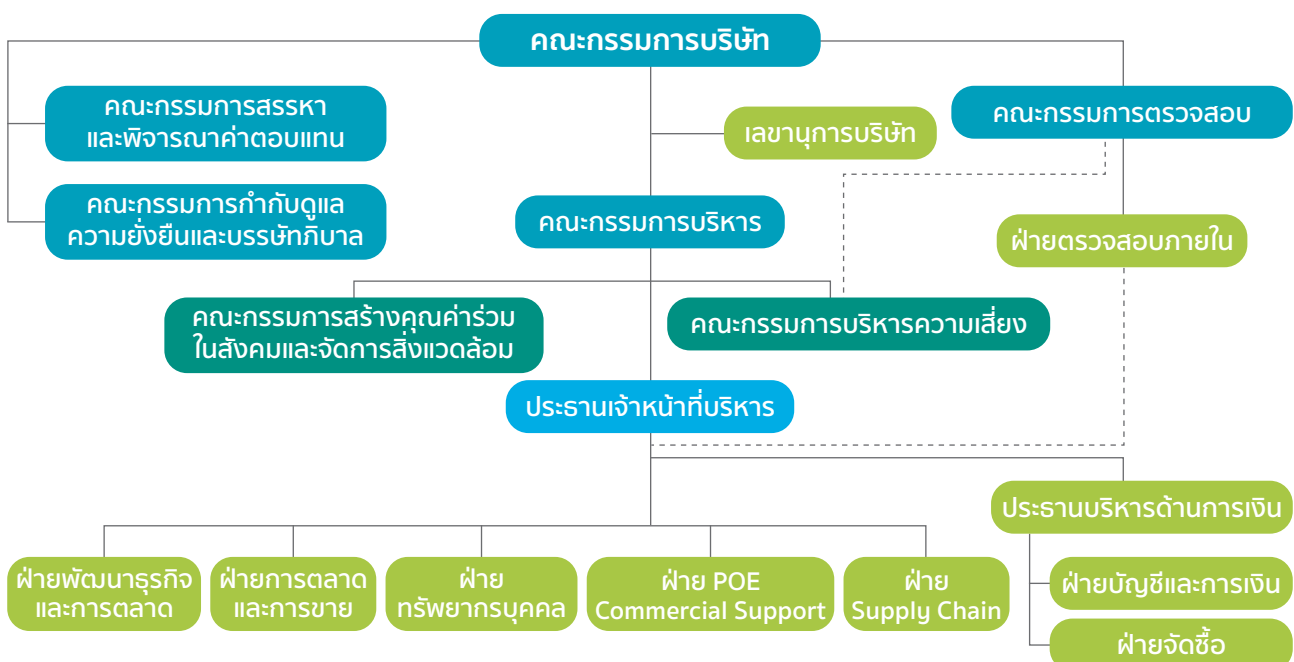 คณะกรรมการบริษัท
คณะกรรมการสรรหา
และพิจารณาค่าตอบแทน
คณะกรรมการตรวจสอบ
เลขานุการบริษัท
คณะกรรมการกำกับดูแล
ความยั่งยืนและบรรษัทภิบาล
คณะกรรมการบริหาร
ฝ่ายตรวจสอบภายใน
คณะกรรมการสร้างคุณค่าร่วม
ในสังคมและจัดการสิ่งแวดล้อม
คณะกรรมการบริหารความเสี่ยง
ประธานเจ้าหน้าที่บริหาร
ประธานบริหารด้านการเงิน
ฝ่ายพัฒนาธุรกิจ
และการตลาด
ฝ่ายการตลาด
และการขาย
ฝ่าย
ทรัพยากรบุคคล
ฝ่าย POE
Commercial Support
ฝ่าย
Supply Chain
ฝ่ายบัญชีและการเงิน
ฝ่ายจัดซื้อ